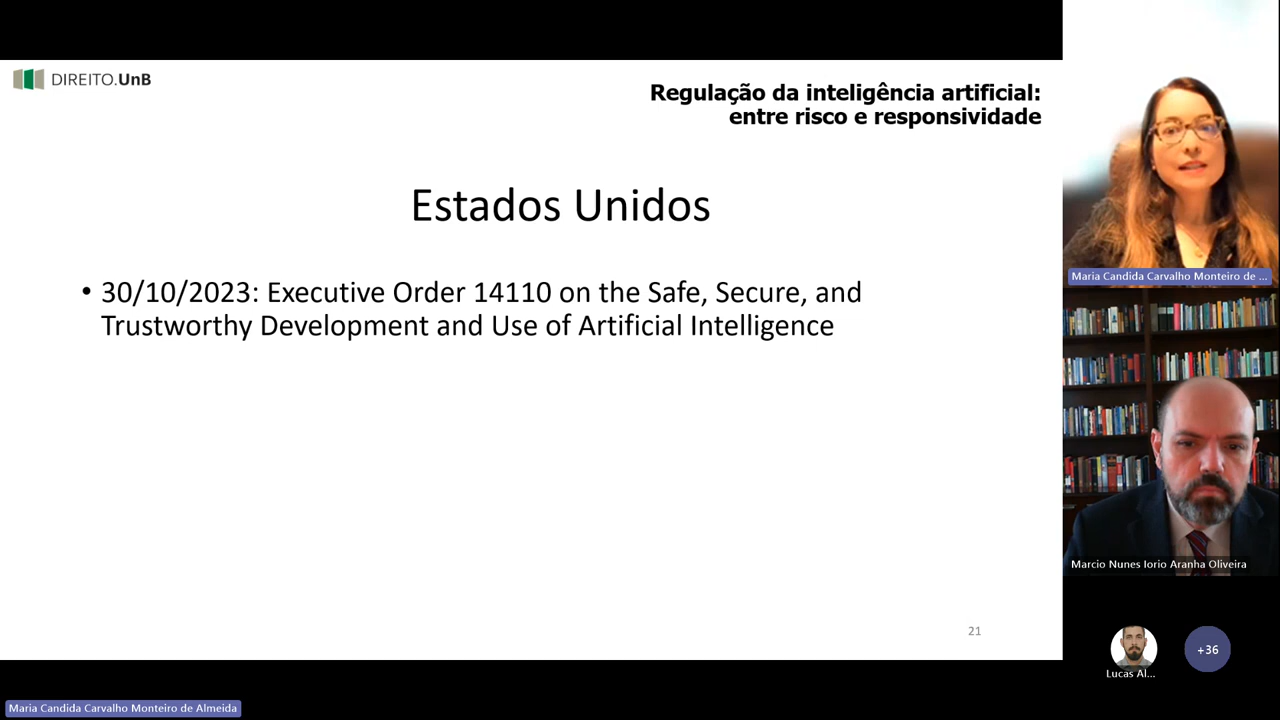 DIREITO.UnB
Regulação da inteligência artificial:
entre risco e responsividade
Estados Unidos
• 30/10/2023: Executive Order 14110 on the Safe, Secure, and
Trustworthy Development and Use of Artificial Intelligence
21
Maria Candida Carvalho Monteiro de ...
Marcio Nunes Iorio Aranha Oliveira
Lucas Al...
+36
Maria Candida Carvalho Monteiro de Almeida